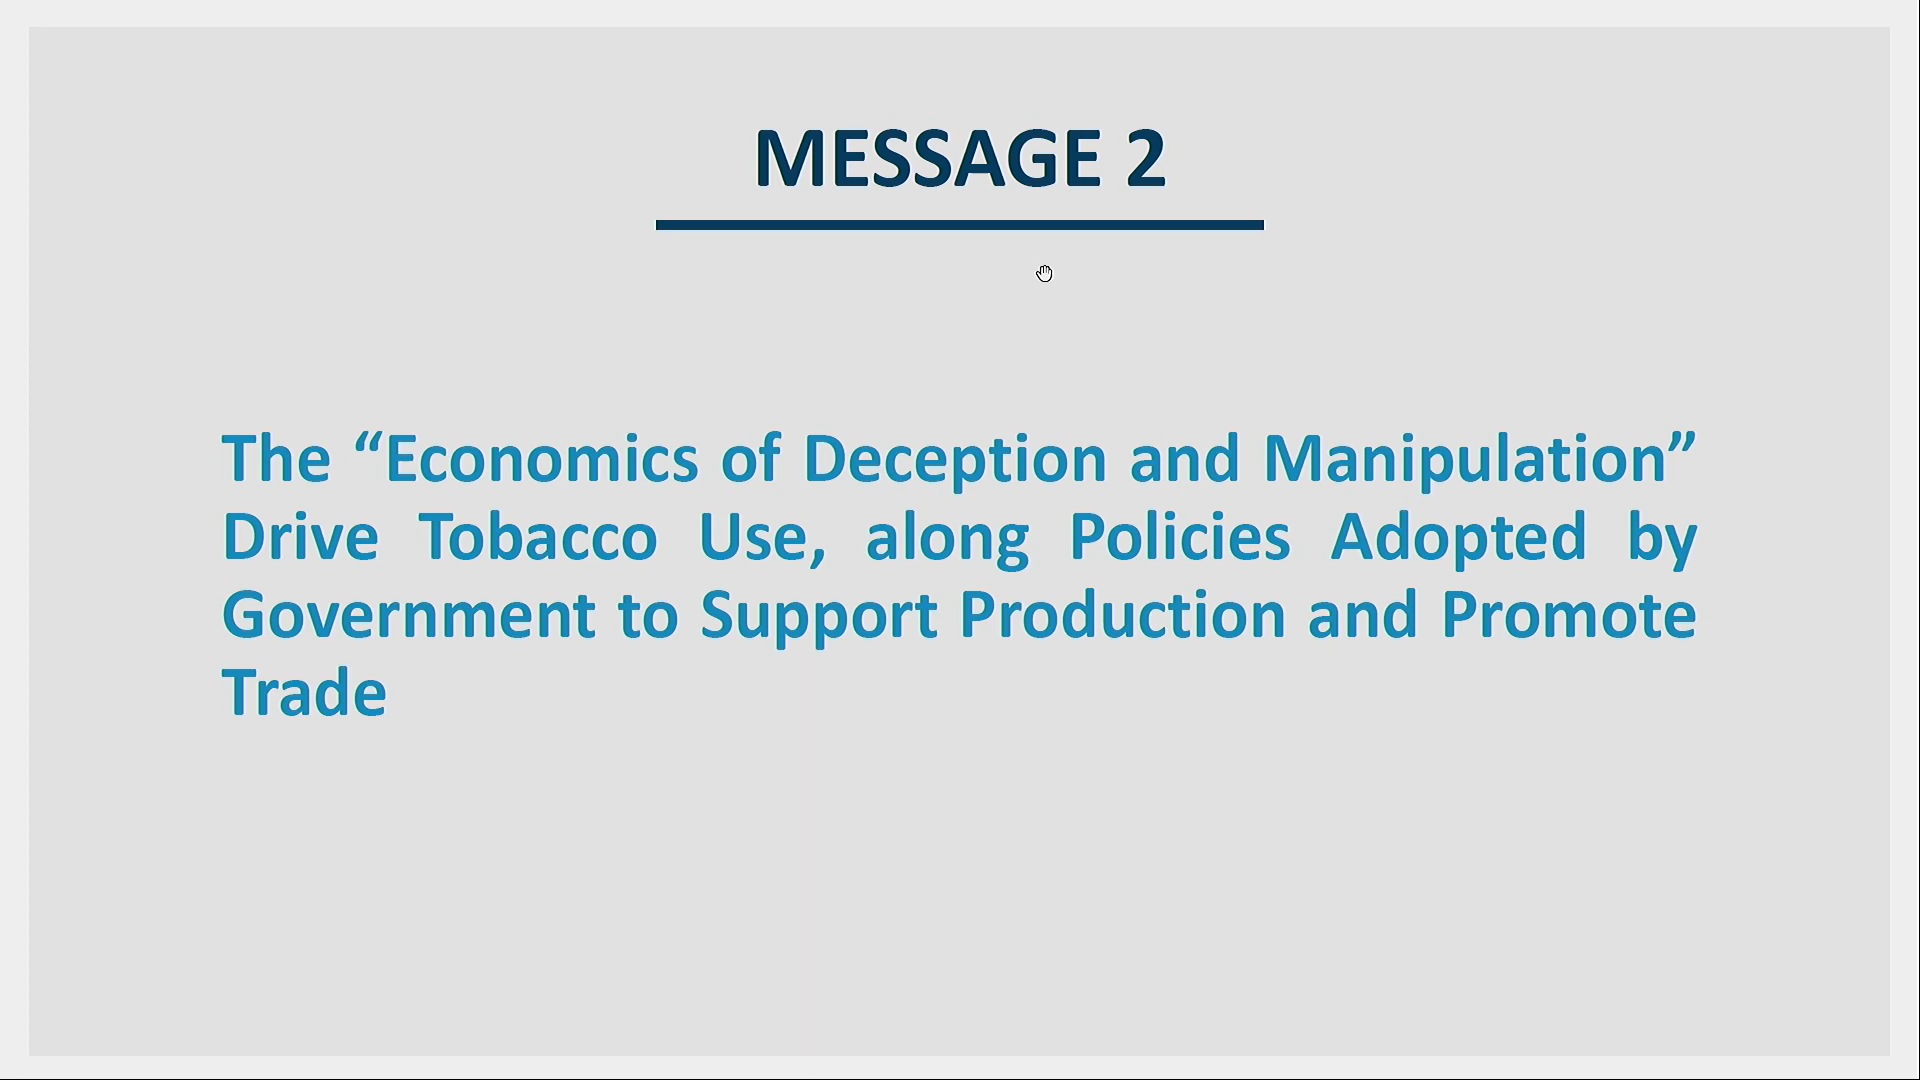 MESSAGE 2
The “Economics of Deception and Manipulation”
Drive Tobacco Use, along Policies Adopted by
Government to Support Production and Promote
Trade